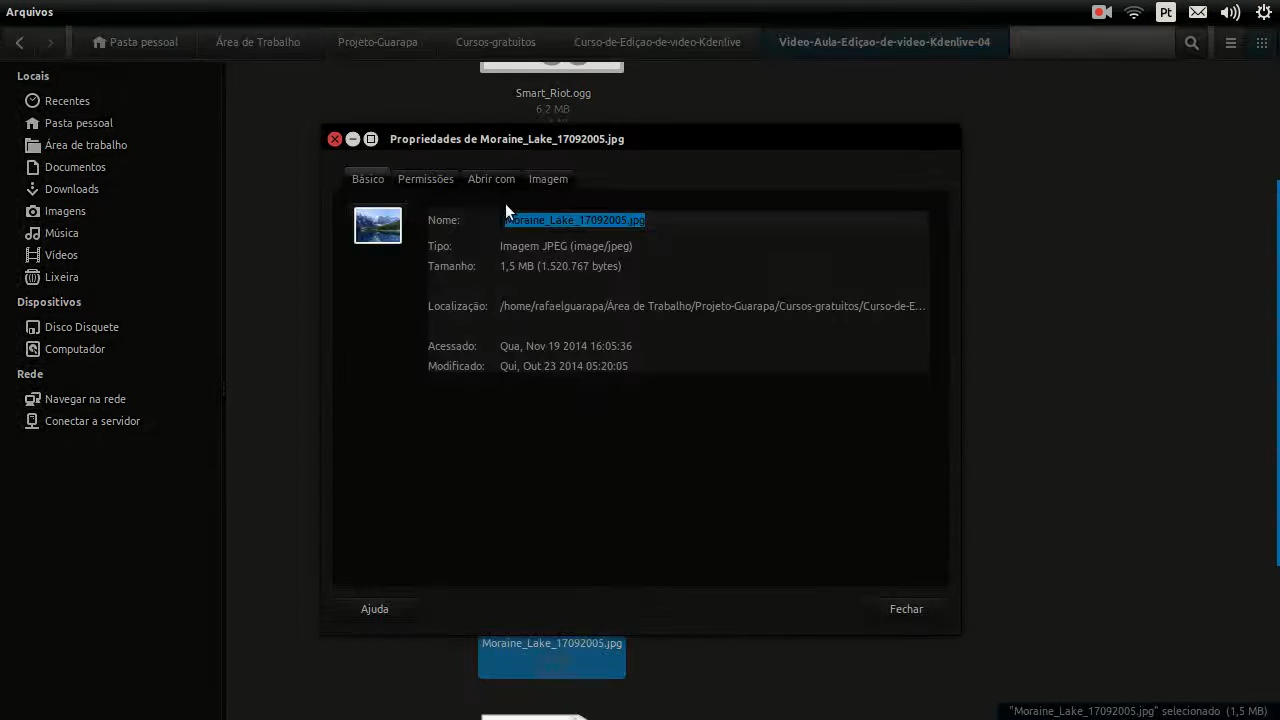 Arquivos
Pt
Pasta pessoal
Área de Trabalho
Projeto-Guarapa
Cursos-gratuitos
Curso-de-Ediçao-de-video-Kdenlive
Video-Aula-Ediçao-de-video-Kdenlive-04
Locais
Recentes
Pasta pessoal
Área de trabalho
Documentos
Downloads
Imagens
Música
Vídeos
Lixeira
Dispositivos
Disco Disquete
Computador
Rede
Navegar na rede
Conectar a servidor
Smart_Riot.ogg
6,2 MB
Propriedades de Moraine_Lake_17092005.jpg
Básico
Permissões
Abrir com
Imagem
Nome: Moraine_Lake_17092005.jpg
Tipo: Imagem JPEG (image/jpeg)
Tamanho: 1,5 MB (1.520.767 bytes)
Localização: /home/rafaelguarapa/Área de Trabalho/Projeto-Guarapa/Cursos-gratuitos/Curso-de-E...
Acessado: Qua, Nov 19 2014 16:05:36
Modificado: Qui, Out 23 2014 05:20:05
Ajuda
Fechar
Moraine_Lake_17092005.jpg
"Moraine_Lake_17092005.jpg" selecionado (1,5 MB)